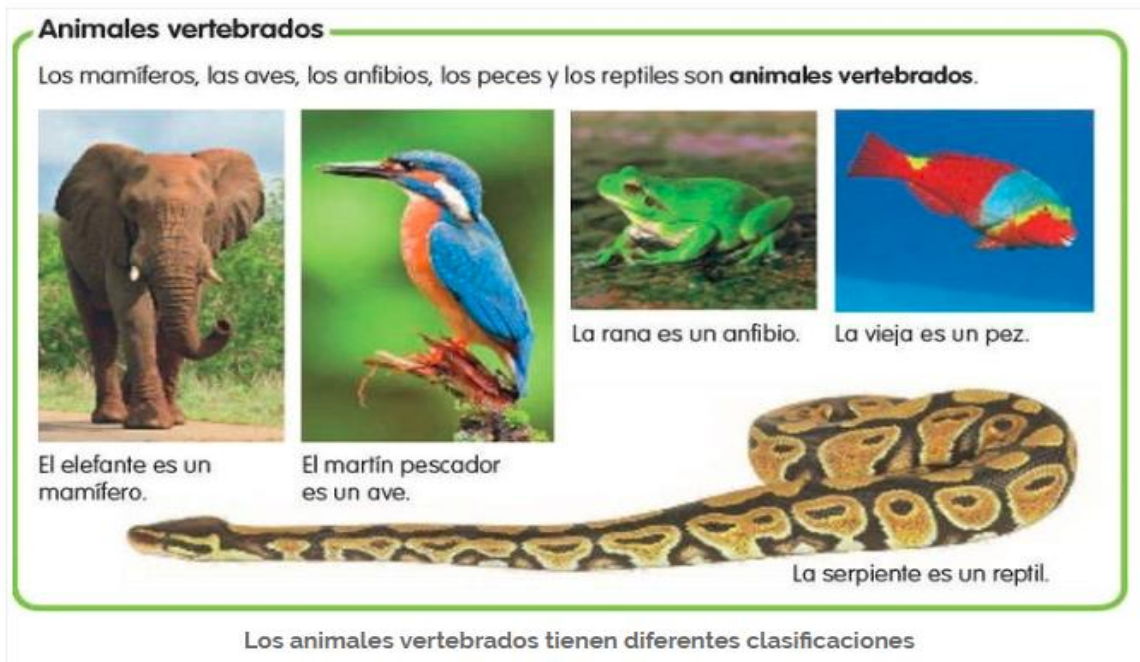 Animales vertebrados
Los mamíferos, las aves, los anfibios, los peces y los reptiles son animales vertebrados.
La rana es un anfibio.
La vieja es un pez.
El elefante es un
mamífero.
El martín pescador
es un ave.
La serpiente es un reptil.
Los animales vertebrados tienen diferentes clasificaciones